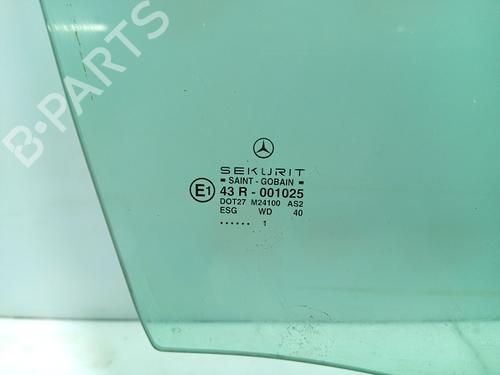 B-PARTS
SEKURIT
SAINT - GOBAIN
E1 43 R - 001025
DOT27 M24100 AS2
ESG WD 40
...... 1